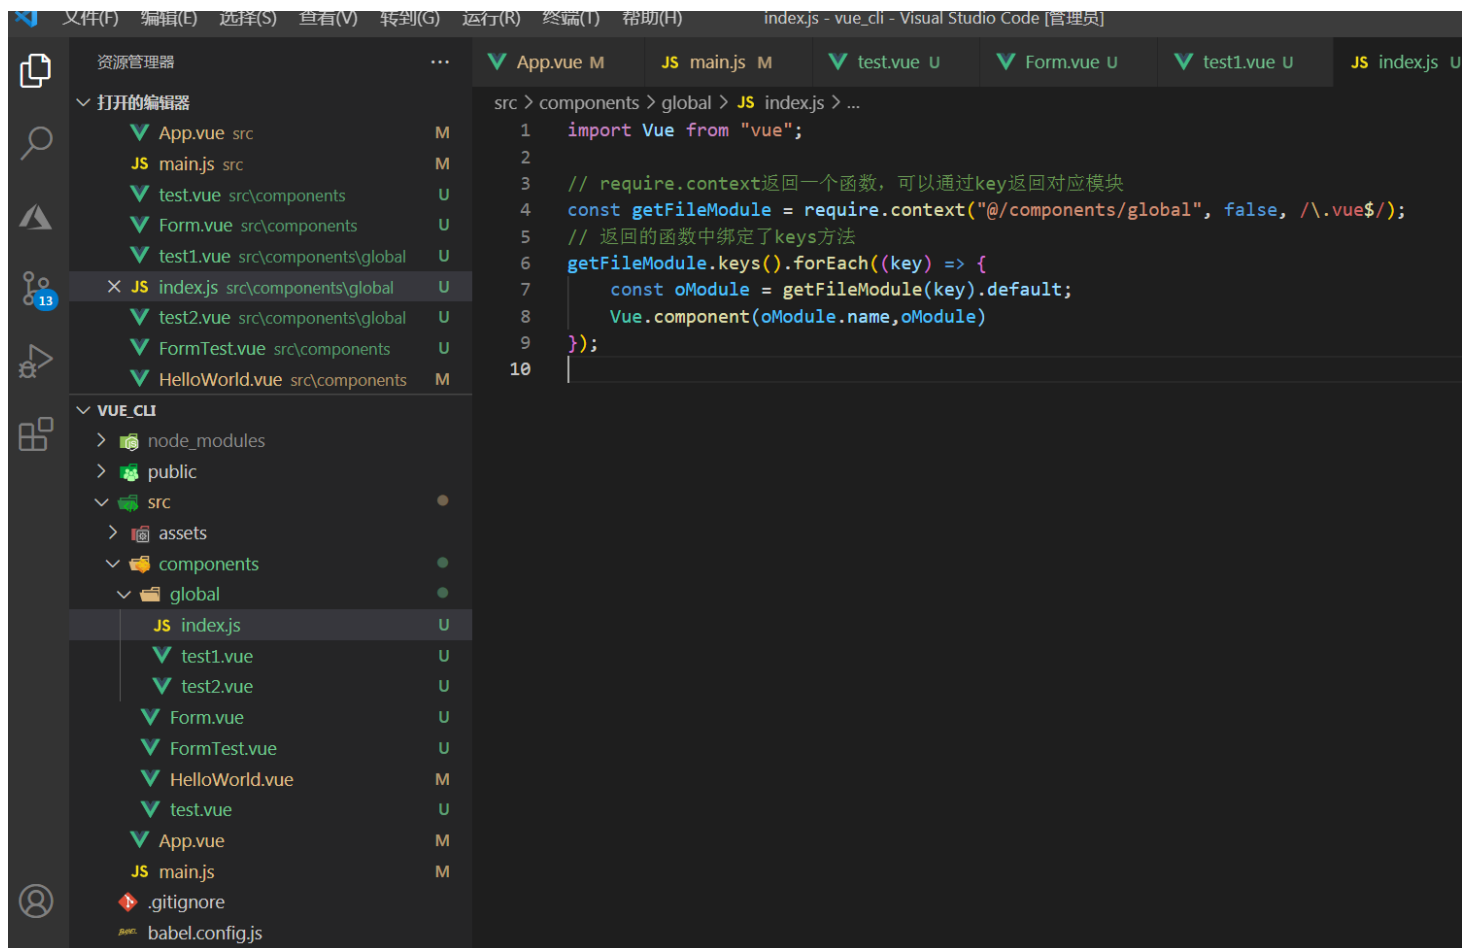 文件(F) 编辑(E) 选择(S) 查看(V) 转到(G) 运行(R) 终端(T) 帮助(H) index.js - vue_cli - Visual Studio Code [管理员]
资源管理器 ···
App.vue M JS main.js M test.vue U Form.vue U test1.vue U JS index.js U
打开的编辑器
App.vue src M
JS main.js src M
test.vue src\components U
Form.vue src\components U
test1.vue src\components\global U
JS index.js src\components\global U
test2.vue src\components\global U
FormTest.vue src\components U
HelloWorld.vue src\components M
13
VUE_CLI
node_modules
public
src
assets
components
global
JS index.js U
test1.vue U
test2.vue U
Form.vue U
FormTest.vue U
HelloWorld.vue M
test.vue U
App.vue M
JS main.js M
.gitignore
babel.config.js
src > components > global > JS index.js > ...
1 import Vue from "vue";
2
3 // require.context返回一个函数，可以通过key返回对应模块
4 const getFileModule = require.context("@/components/global", false, /\.vue$/);
5 // 返回的函数中绑定了keys方法
6 getFileModule.keys().forEach((key) => {
7 const oModule = getFileModule(key).default;
8 Vue.component(oModule.name,oModule)
9 });
10